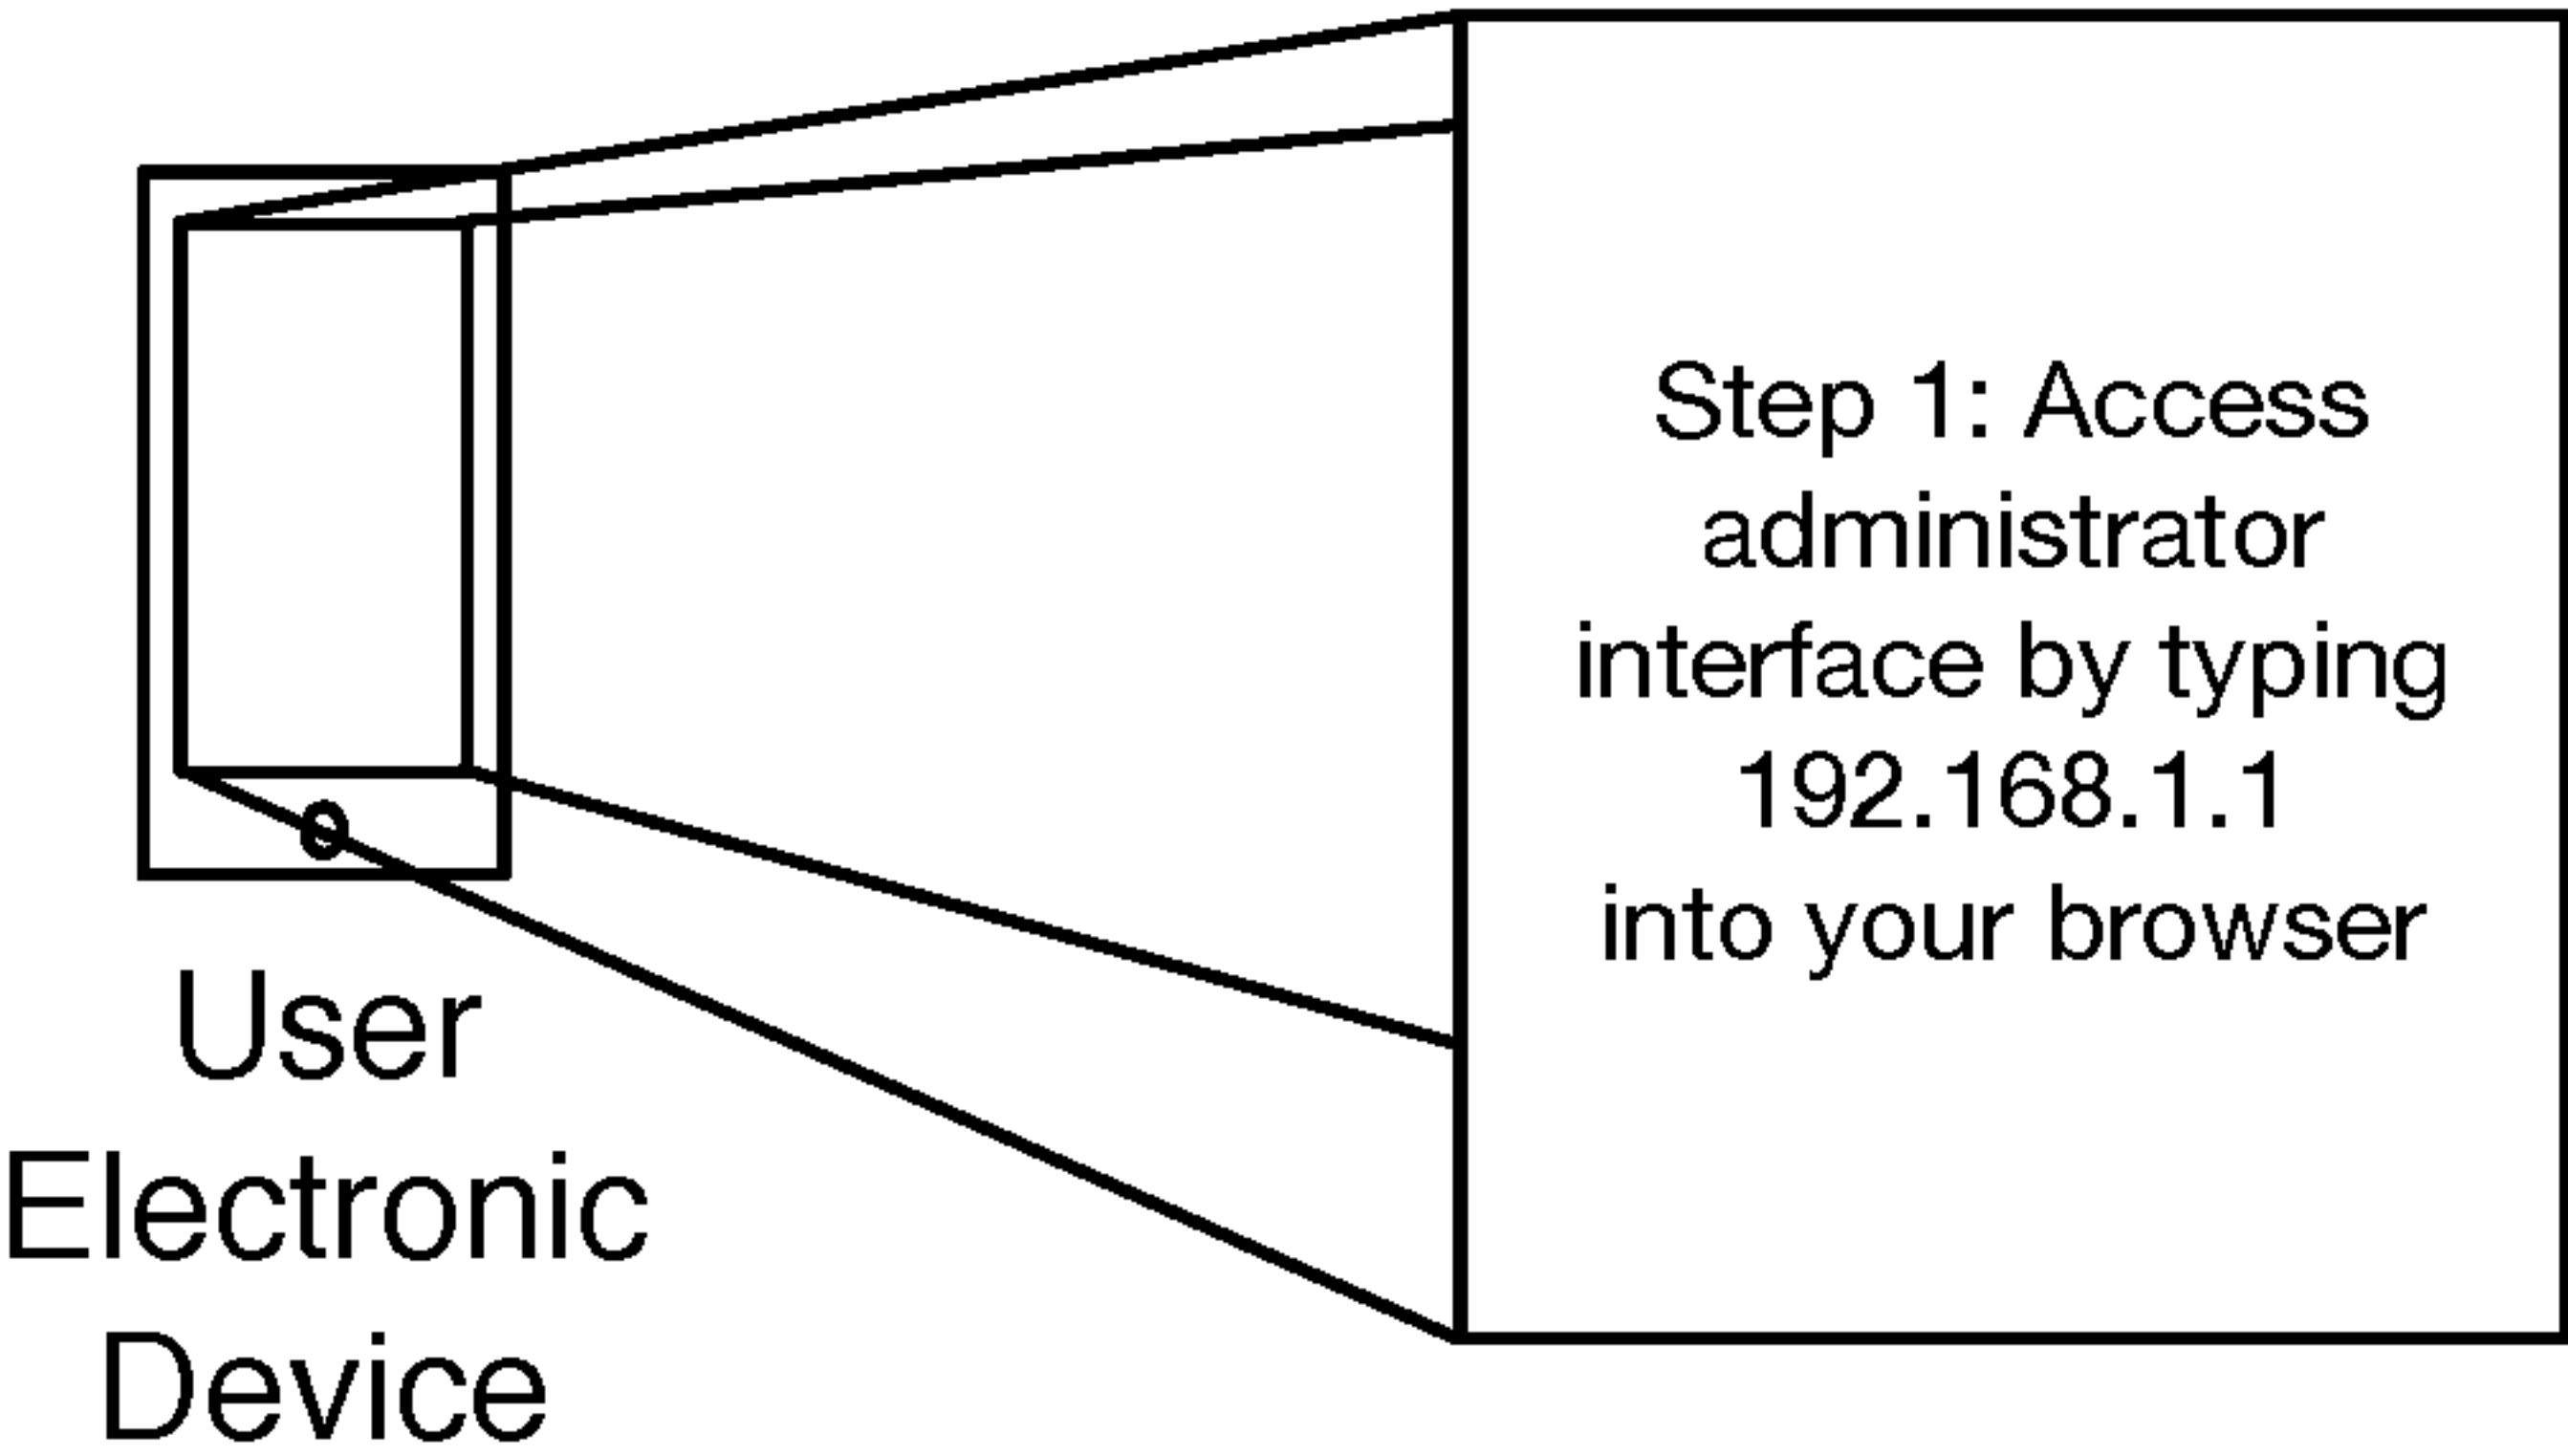 Step 1: Access
administrator
interface by typing
192.168.1.1
into your browser
User
Electronic
Device